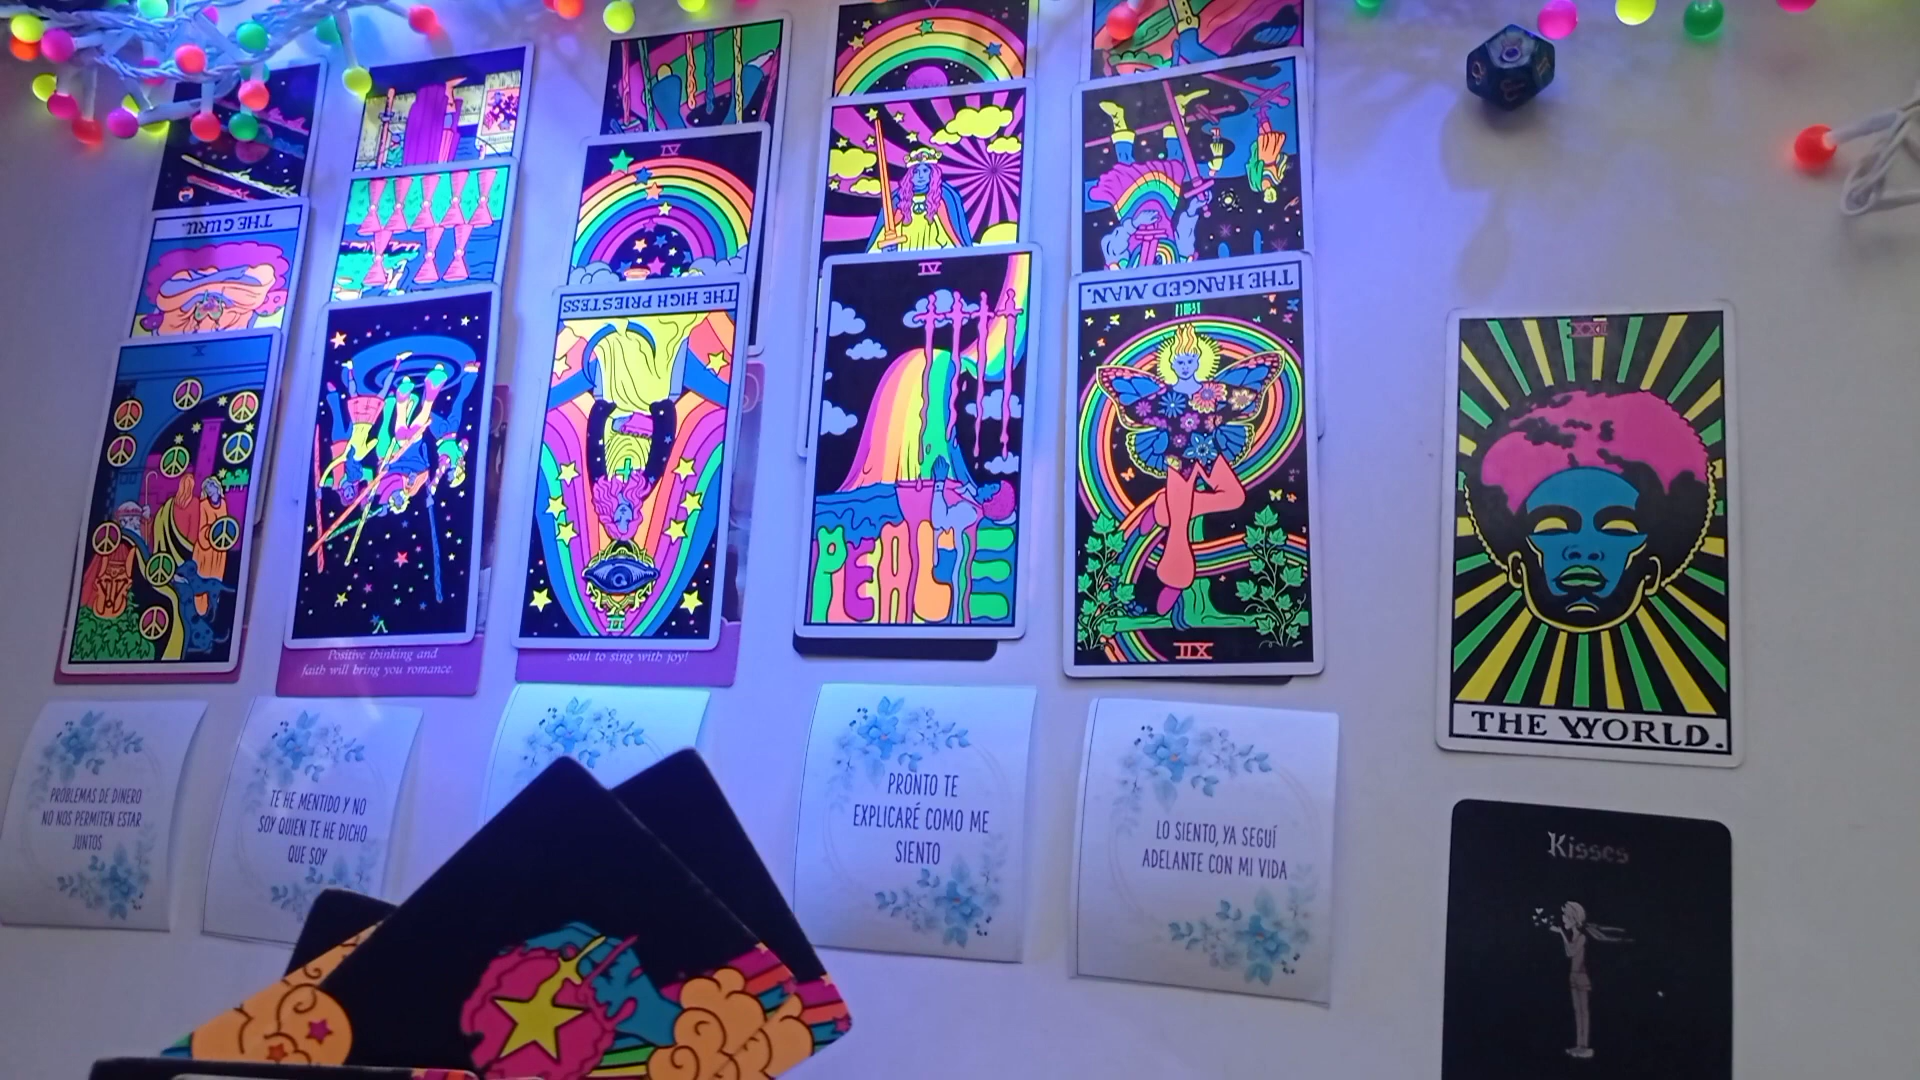 THE GURU.
IV
IV
THE HIGH PRIESTESS
THE HANGED MAN.
X
V
II
PEACE
XII
XXI
THE WORLD.
Positive thinking and
faith will bring you romance.
soul to sing with joy!
PROBLEMAS DE DINERO
NO NOS PERMITEN ESTAR
JUNTOS
TE HE MENTIDO Y NO
SOY QUIEN TE HE DICHO
QUE SOY
PRONTO TE
EXPLICARÉ COMO ME
SIENTO
LO SIENTO, YA SEGUÍ
ADELANTE CON MI VIDA
Kisses